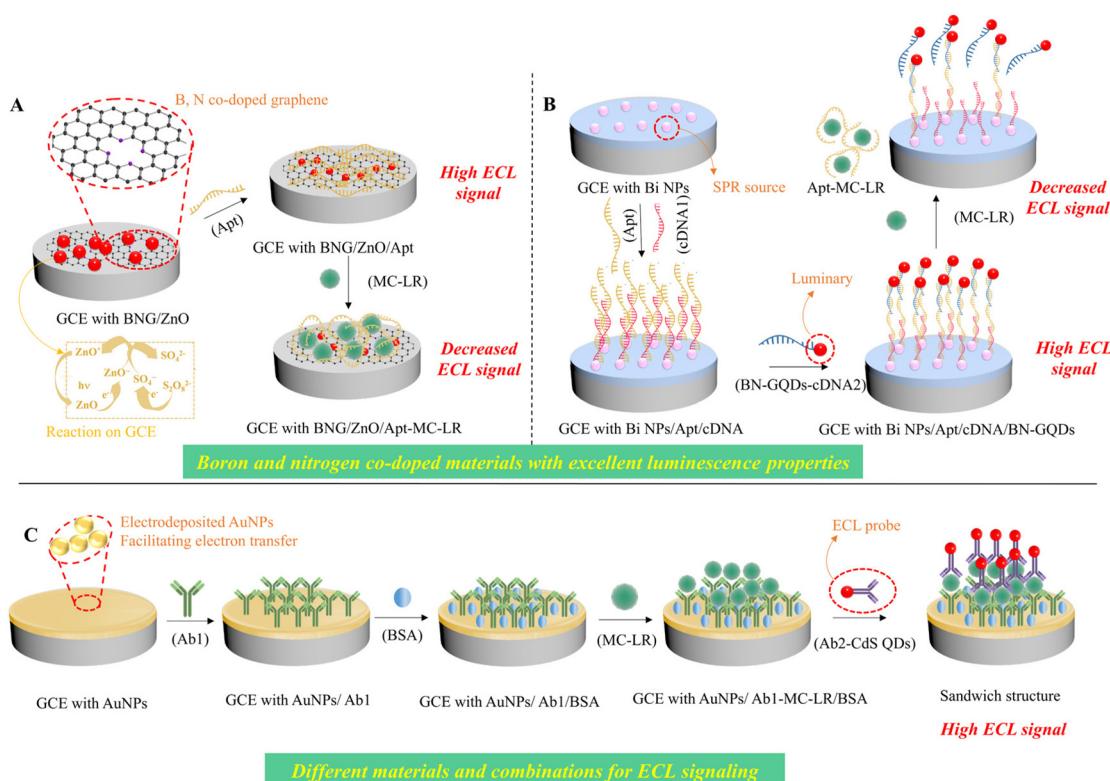 A
B, N co-doped graphene
(Apt)
GCE with BNG/ZnO
High ECL
signal
GCE with BNG/ZnO/Apt
(MC-LR)
Decreased
ECL signal
GCE with BNG/ZnO/Apt-MC-LR
ZnO*
SO₄²⁻
ZnO⁻
SO₄⁻
S₂O₈²⁻
hv
e⁻
e⁻
ZnO
Reaction on GCE
B
GCE with Bi NPs
SPR source
(Apt)
(cDNA1)
GCE with Bi NPs/Apt/cDNA
Luminary
(BN-GQDs-cDNA2)
Apt-MC-LR
(MC-LR)
Decreased
ECL signal
High ECL
signal
GCE with Bi NPs/Apt/cDNA/BN-GQDs
Boron and nitrogen co-doped materials with excellent luminescence properties
C
Electrodeposited AuNPs
Facilitating electron transfer
GCE with AuNPs
(Ab1)
GCE with AuNPs/ Ab1
(BSA)
GCE with AuNPs/ Ab1/BSA
(MC-LR)
GCE with AuNPs/ Ab1-MC-LR/BSA
ECL probe
(Ab2-CdS QDs)
Sandwich structure
High ECL signal
Different materials and combinations for ECL signaling